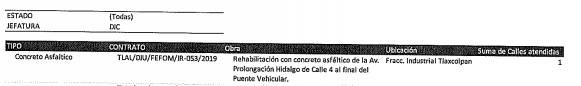 ESTADO (Todas)
JEFATURA DIC
TIPO CONTRATO Obra Ubicación Suma de Calles atendidas
Concreto Asfaltico TLAL/DIU/FEFOM/IR-053/2019 Rehabilitación con concreto asfáltico de la Av. Fracc. Industrial Tlaxcolpan 1
Prolongación Hidalgo de Calle 4 al final del
Puente Vehicular.